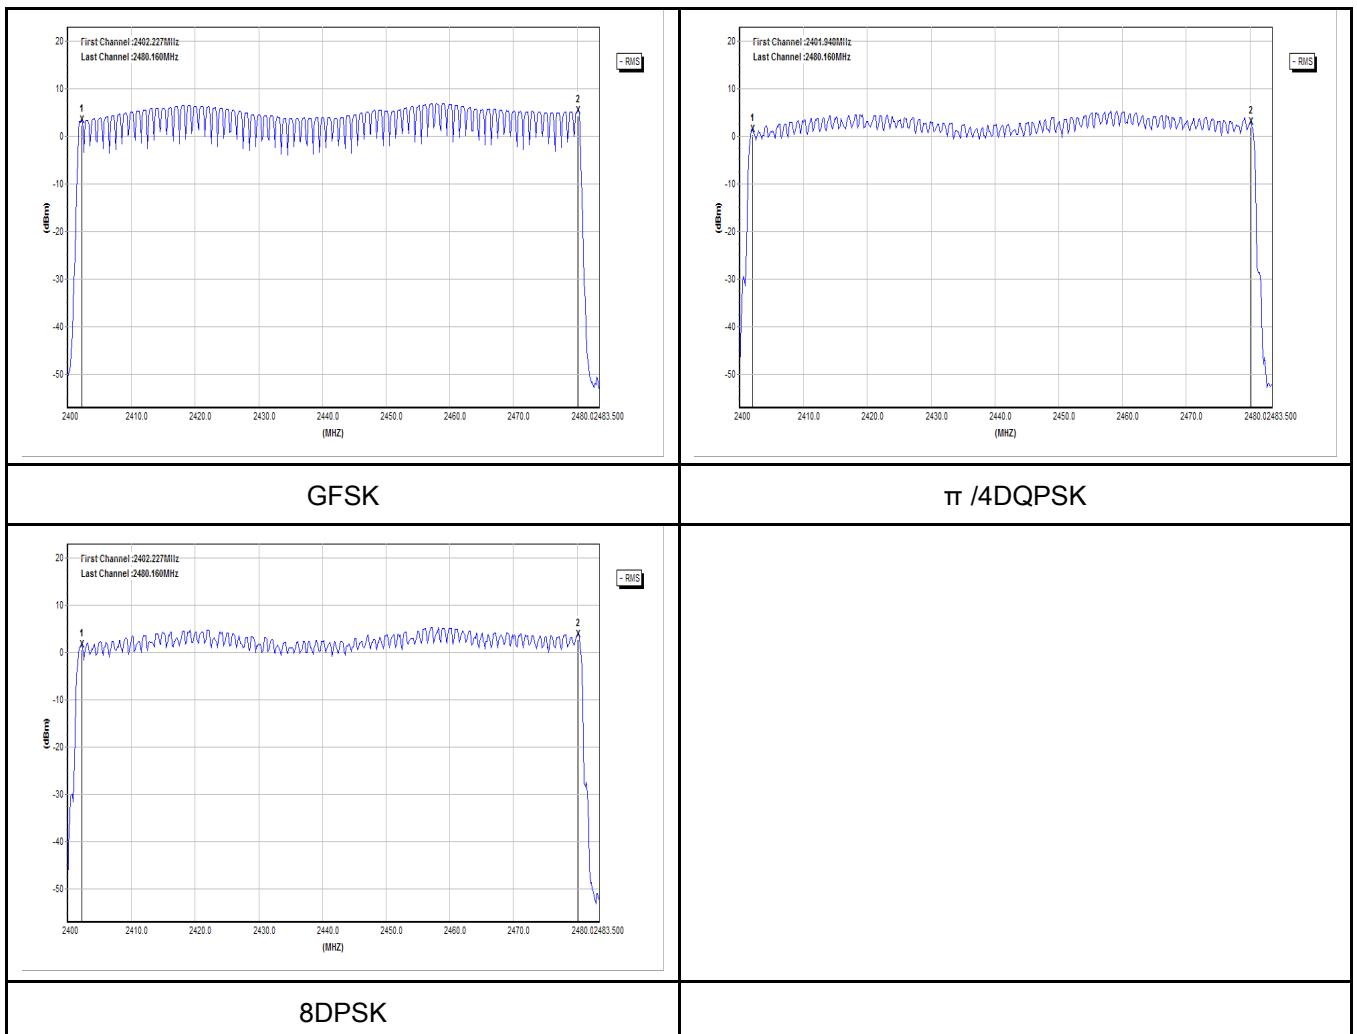 First Channel :2402.227MHz
Last Channel :2480.160MHz
- RMS
20
10
0
-10
-20
-30
-40
-50
(dBm)
1
2
2400 2410.0 2420.0 2430.0 2440.0 2450.0 2460.0 2470.0 2480.02483.500
(MHZ)
GFSK
First Channel :2401.940MHz
Last Channel :2480.160MHz
- RMS
20
10
0
-10
-20
-30
-40
-50
(dBm)
1
2
2400 2410.0 2420.0 2430.0 2440.0 2450.0 2460.0 2470.0 2480.02483.500
(MHZ)
π /4DQPSK
First Channel :2402.227MHz
Last Channel :2480.160MHz
- RMS
20
10
0
-10
-20
-30
-40
-50
(dBm)
1
2
2400 2410.0 2420.0 2430.0 2440.0 2450.0 2460.0 2470.0 2480.02483.500
(MHZ)
8DPSK